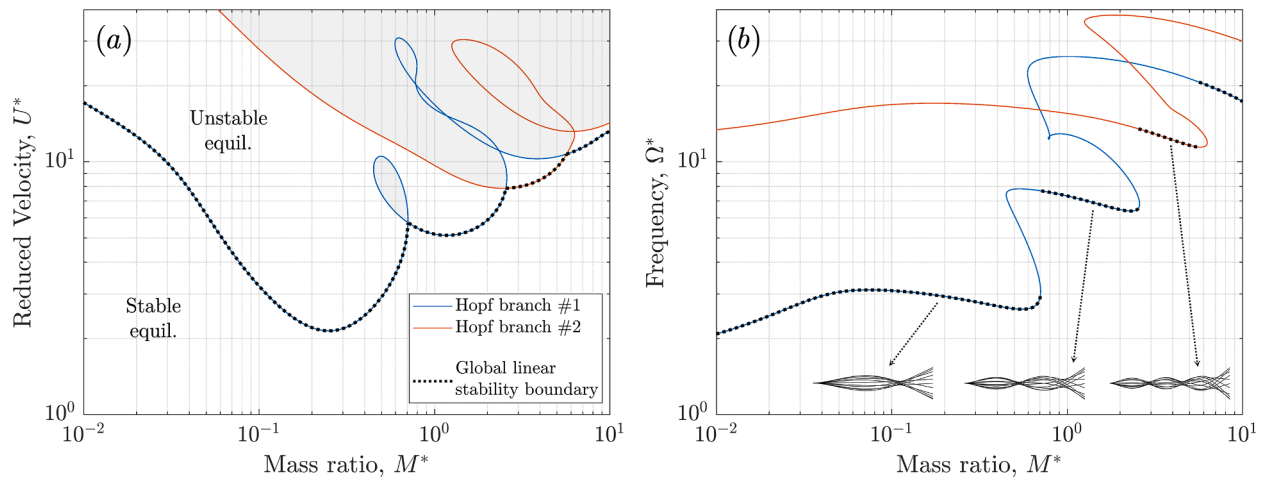 (a)
Reduced Velocity, U*
10^1
10^0
Unstable
equil.
Stable
equil.
Hopf branch #1
Hopf branch #2
Global linear
stability boundary
10^-2
10^-1
10^0
10^1
Mass ratio, M*
(b)
Frequency, Ω*
10^1
10^0
10^-2
10^-1
10^0
10^1
Mass ratio, M*